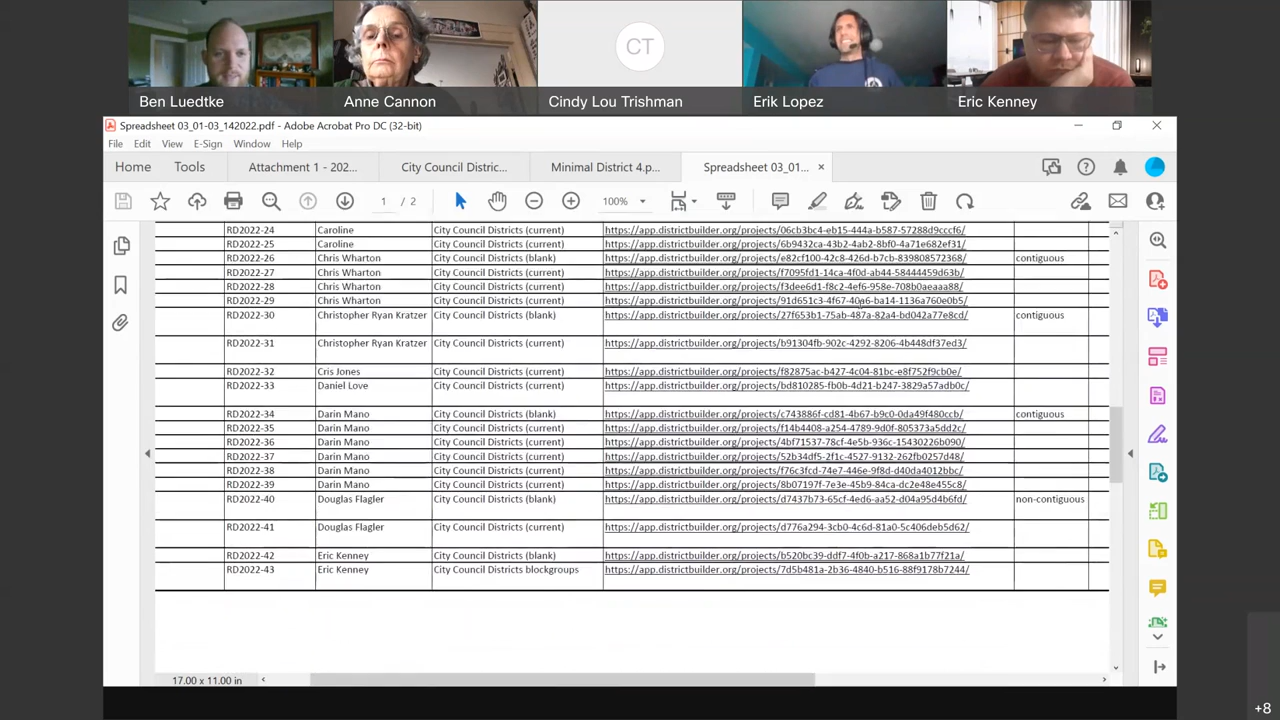 CT
Ben Luedtke
Anne Cannon
Cindy Lou Trishman
Erik Lopez
Eric Kenney
Spreadsheet 03_01-03_142022.pdf - Adobe Acrobat Pro DC (32-bit)
File Edit View E-Sign Window Help
Home Tools Attachment 1 - 202... City Council Distric... Minimal District 4.p... Spreadsheet 03_01... ×
1 / 2 100%
RD2022-24 Caroline City Council Districts (current) https://app.districtbuilder.org/projects/06cb3bc4-eb15-444a-b587-57288d9cccf6/
RD2022-25 Caroline City Council Districts (current) https://app.districtbuilder.org/projects/6b9432ca-43b2-4ab2-8bf0-4a71e682ef31/
RD2022-26 Chris Wharton City Council Districts (blank) https://app.districtbuilder.org/projects/e82cf100-42c8-426d-b7cb-839808572368/ contiguous
RD2022-27 Chris Wharton City Council Districts (current) https://app.districtbuilder.org/projects/f7095fd1-14ca-4f0d-ab44-58444459d63b/
RD2022-28 Chris Wharton City Council Districts (current) https://app.districtbuilder.org/projects/f3dee6d1-f8c2-4ef6-958e-708b0aeaaa88/
RD2022-29 Chris Wharton City Council Districts (current) https://app.districtbuilder.org/projects/91d651c3-4f67-40a6-ba14-1136a760e0b5/
RD2022-30 Christopher Ryan Kratzer City Council Districts (blank) https://app.districtbuilder.org/projects/27f653b1-75ab-487a-82a4-bd042a77e8cd/ contiguous
RD2022-31 Christopher Ryan Kratzer City Council Districts (current) https://app.districtbuilder.org/projects/b91304fb-902c-4292-8206-4b448df37ed3/
RD2022-32 Cris Jones City Council Districts (current) https://app.districtbuilder.org/projects/f82875ac-b427-4c04-81bc-e8f752f9cb0e/
RD2022-33 Daniel Love City Council Districts (current) https://app.districtbuilder.org/projects/bd810285-fb0b-4d21-b247-3829a57adb0c/
RD2022-34 Darin Mano City Council Districts (blank) https://app.districtbuilder.org/projects/c743886f-cd81-4b67-b9c0-0da49f480ccb/ contiguous
RD2022-35 Darin Mano City Council Districts (current) https://app.districtbuilder.org/projects/f14b4408-a254-4789-9d0f-805373a5dd2c/
RD2022-36 Darin Mano City Council Districts (current) https://app.districtbuilder.org/projects/4bf71537-78cf-4e5b-936c-15430226b090/
RD2022-37 Darin Mano City Council Districts (current) https://app.districtbuilder.org/projects/52b34df5-2f1c-4527-9132-262fb0257d48/
RD2022-38 Darin Mano City Council Districts (current) https://app.districtbuilder.org/projects/f76c3fcd-74e7-446e-9f8d-d40da4012bbc/
RD2022-39 Darin Mano City Council Districts (current) https://app.districtbuilder.org/projects/8b07197f-7e3e-45b9-84ca-dc2e48e455c8/
RD2022-40 Douglas Flagler City Council Districts (blank) https://app.districtbuilder.org/projects/d7437b73-65cf-4ed6-aa52-d04a95d4b6fd/ non-contiguous
RD2022-41 Douglas Flagler City Council Districts (current) https://app.districtbuilder.org/projects/d776a294-3cb0-4c6d-81a0-5c406deb5d62/
RD2022-42 Eric Kenney City Council Districts (blank) https://app.districtbuilder.org/projects/b520bc39-ddf7-4f0b-a217-868a1b77f21a/
RD2022-43 Eric Kenney City Council Districts blockgroups https://app.districtbuilder.org/projects/7d5b481a-2b36-4840-b516-88f9178b7244/
17.00 x 11.00 in
+8